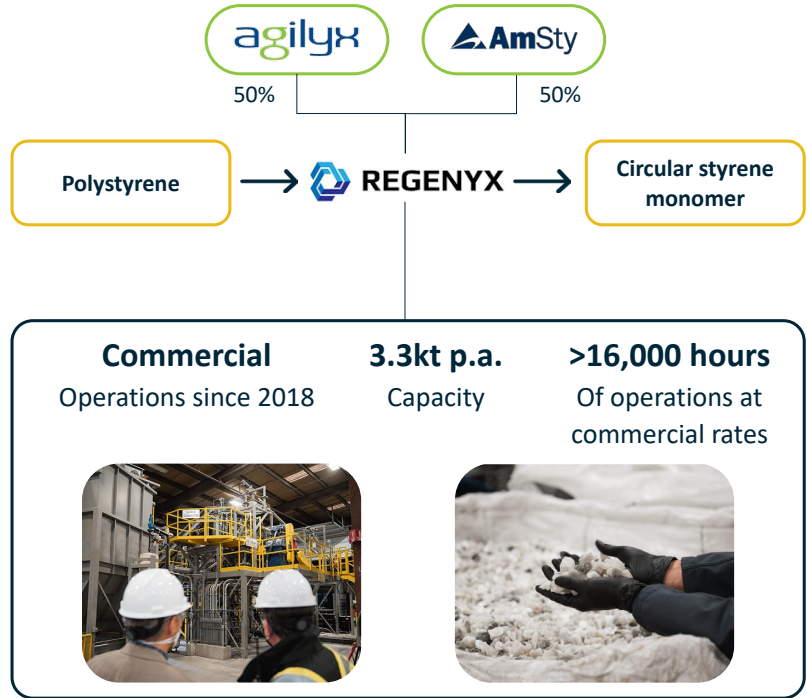 agilyx
AmSty
50%
50%
Polystyrene
REGENYX
Circular styrene
monomer
Commercial
Operations since 2018
3.3kt p.a.
Capacity
>16,000 hours
Of operations at
commercial rates